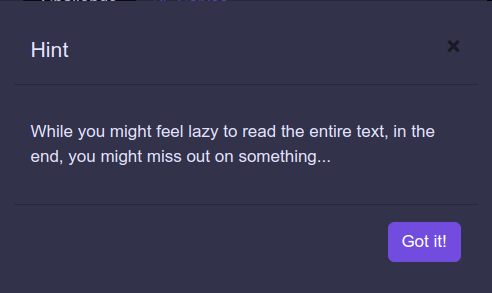 Hint
×
While you might feel lazy to read the entire text, in the
end, you might miss out on something...
Got it!